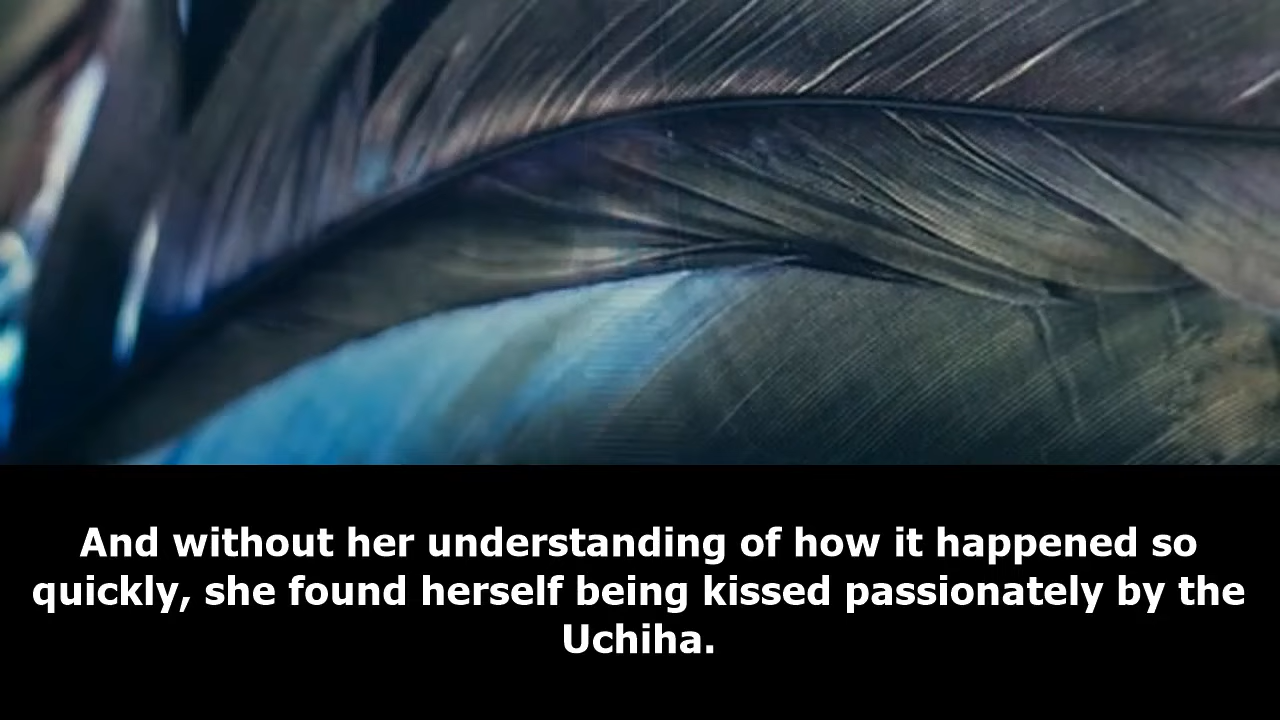 And without her understanding of how it happened so
quickly, she found herself being kissed passionately by the
Uchiha.